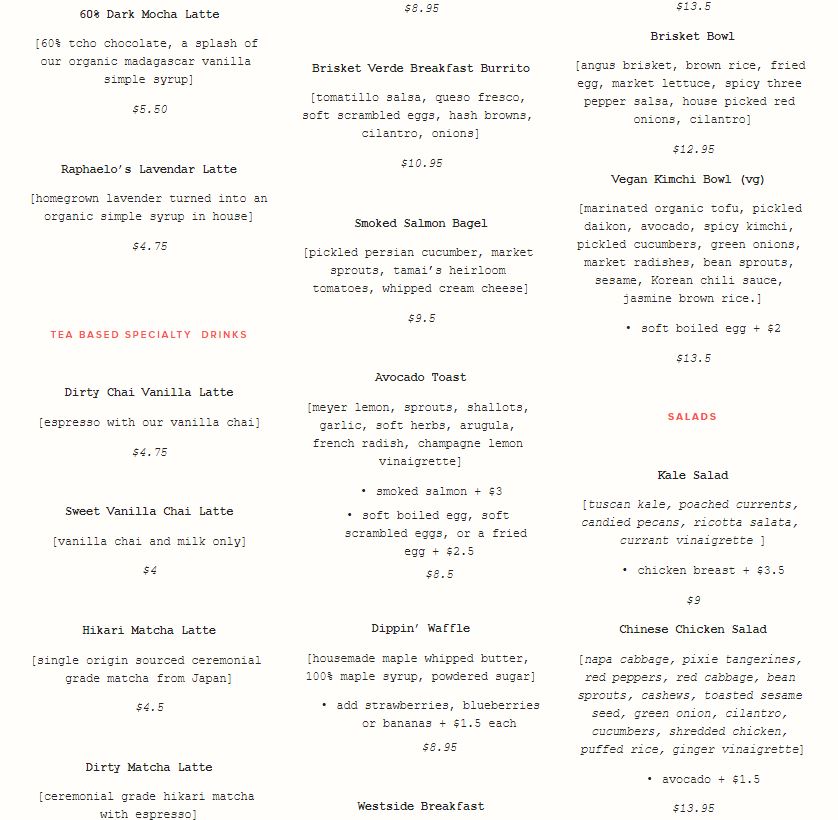 60% Dark Mocha Latte
[60% tcho chocolate, a splash of
our organic madagascar vanilla
simple syrup]
$5.50
Raphaelo's Lavendar Latte
[homegrown lavender turned into an
organic simple syrup in house]
$4.75
TEA BASED SPECIALTY DRINKS
Dirty Chai Vanilla Latte
[espresso with our vanilla chai]
$4.75
Sweet Vanilla Chai Latte
[vanilla chai and milk only]
$4
Hikari Matcha Latte
[single origin sourced ceremonial
grade matcha from Japan]
$4.5
Dirty Matcha Latte
[ceremonial grade hikari matcha
with espresso]
$8.95
Brisket Verde Breakfast Burrito
[tomatillo salsa, queso fresco,
soft scrambled eggs, hash browns,
cilantro, onions]
$10.95
Smoked Salmon Bagel
[pickled persian cucumber, market
sprouts, tamai's heirloom
tomatoes, whipped cream cheese]
$9.5
Avocado Toast
[meyer lemon, sprouts, shallots,
garlic, soft herbs, arugula,
french radish, champagne lemon
vinaigrette]
• smoked salmon + $3
• soft boiled egg, soft
scrambled eggs, or a fried
egg + $2.5
$8.5
Dippin' Waffle
[housemade maple whipped butter,
100% maple syrup, powdered sugar]
• add strawberries, blueberries
or bananas + $1.5 each
$8.95
Westside Breakfast
$13.5
Brisket Bowl
[angus brisket, brown rice, fried
egg, market lettuce, spicy three
pepper salsa, house picked red
onions, cilantro]
$12.95
Vegan Kimchi Bowl (vg)
[marinated organic tofu, pickled
daikon, avocado, spicy kimchi,
pickled cucumbers, green onions,
market radishes, bean sprouts,
sesame, Korean chili sauce,
jasmine brown rice.]
• soft boiled egg + $2
$13.5
SALADS
Kale Salad
[tuscan kale, poached currents,
candied pecans, ricotta salata,
currant vinaigrette ]
• chicken breast + $3.5
$9
Chinese Chicken Salad
[napa cabbage, pixie tangerines,
red peppers, red cabbage, bean
sprouts, cashews, toasted sesame
seed, green onion, cilantro,
cucumbers, shredded chicken,
puffed rice, ginger vinaigrette]
• avocado + $1.5
$13.95